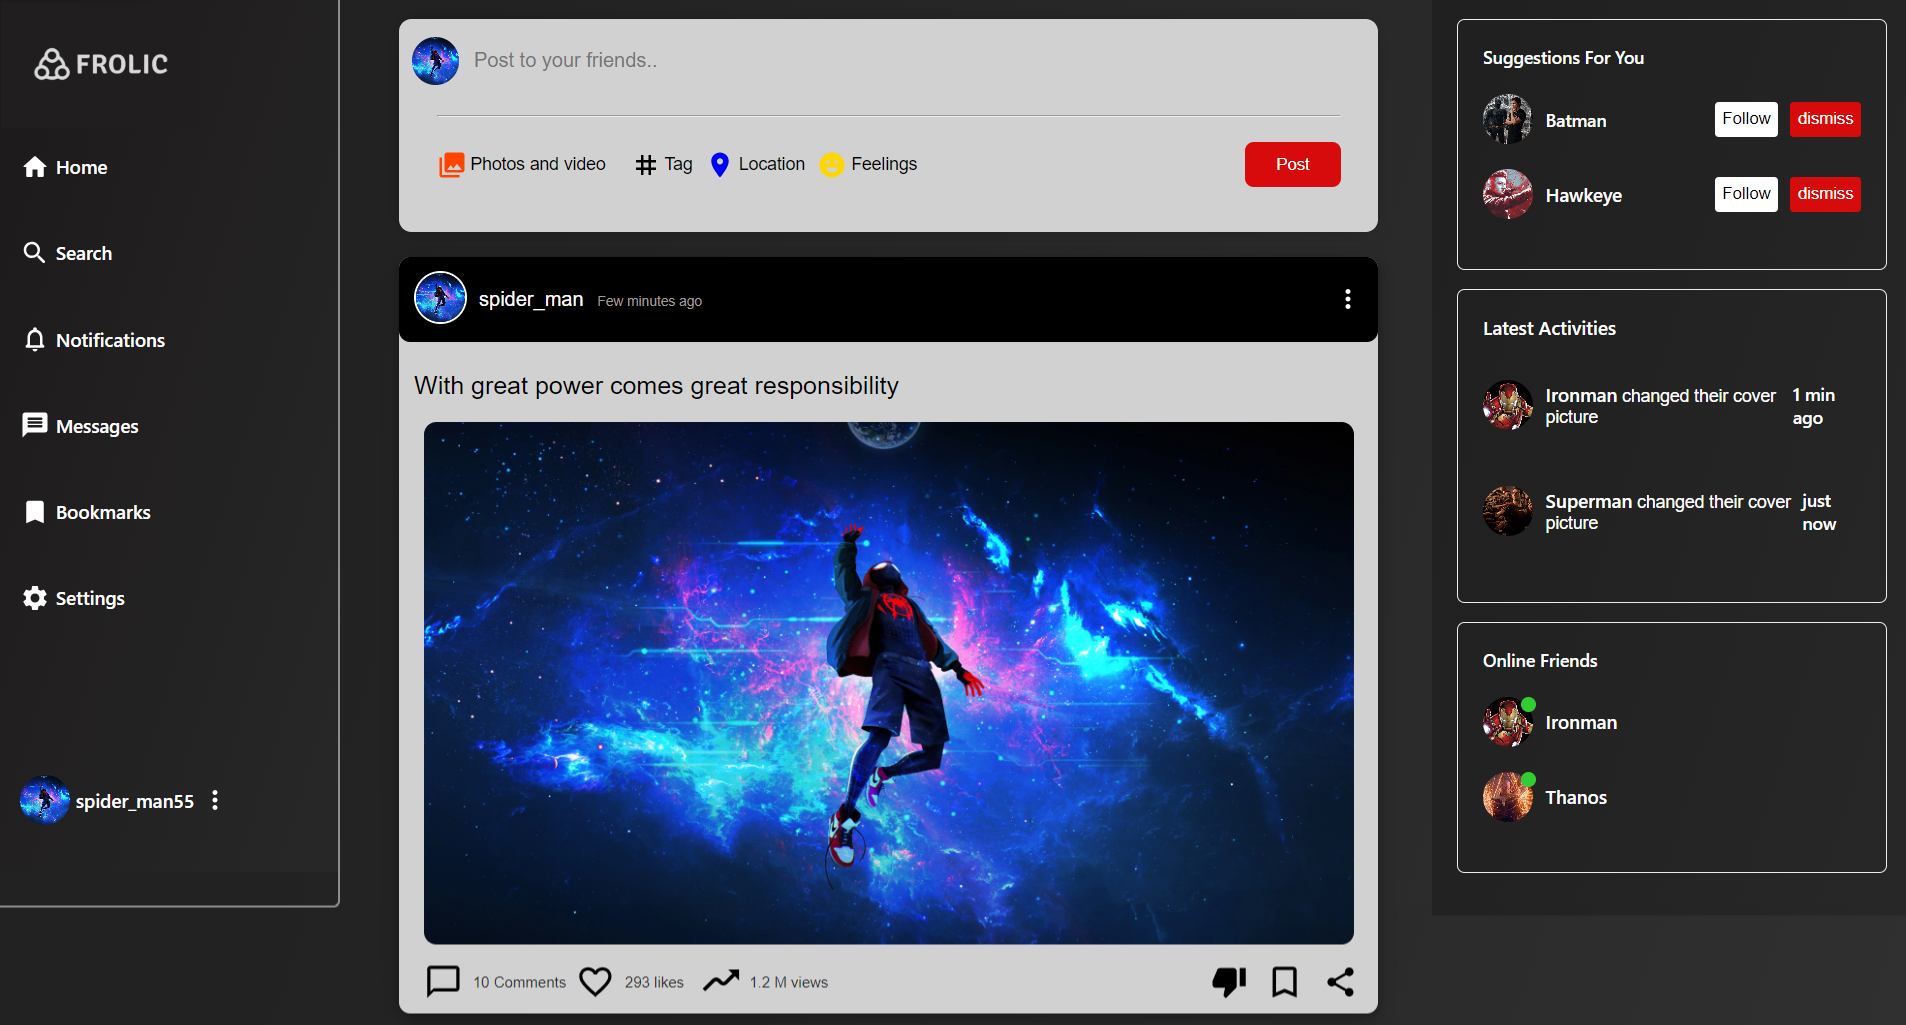 FROLIC
Home
Search
Notifications
Messages
Bookmarks
Settings
spider_man55
Post to your friends..
Photos and video
Tag
Location
Feelings
Post
spider_man Few minutes ago
With great power comes great responsibility
10 Comments
293 likes
1.2 M views
Suggestions For You
Batman
Follow
dismiss
Hawkeye
Follow
dismiss
Latest Activities
Ironman changed their cover
picture
1 min
ago
Superman changed their cover
picture
just
now
Online Friends
Ironman
Thanos